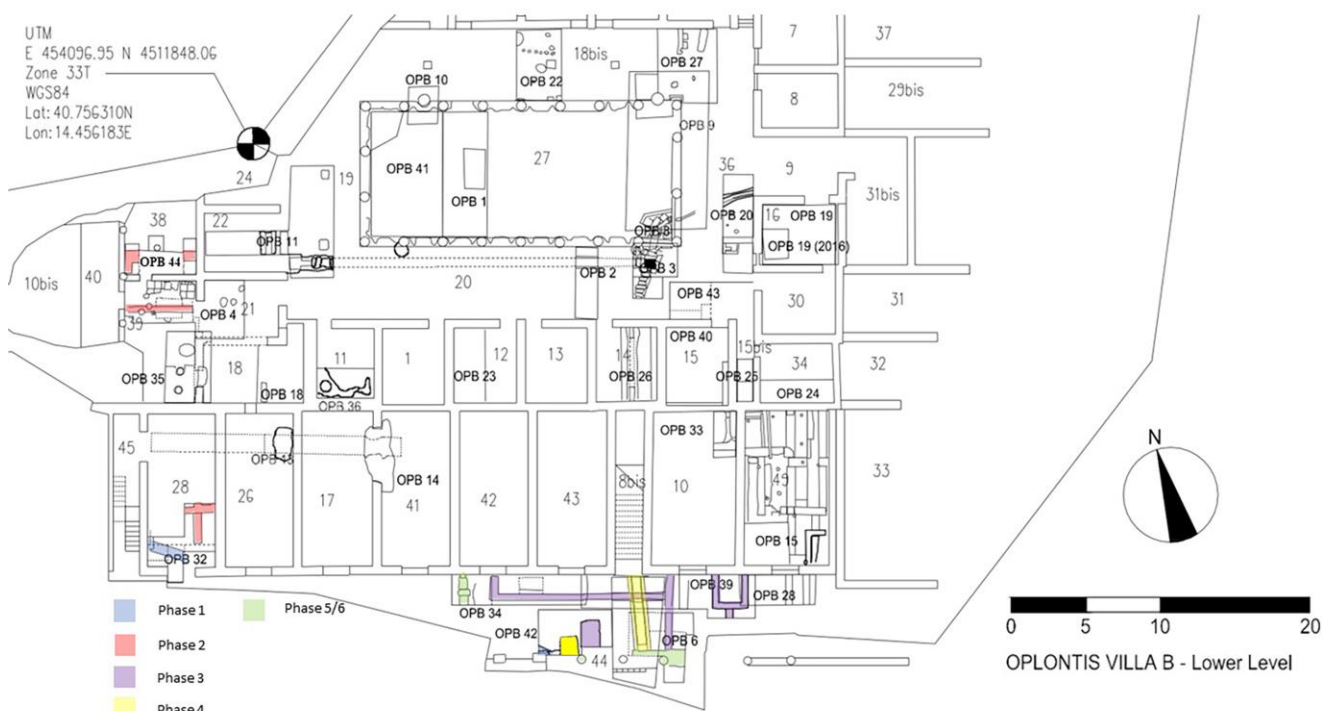 UTM
E 454096.95 N 4511848.06
Zone 33T
WGS84
Lat:40.756310N
Lon:14.456183E
7
37
18bis
OPB 27
OPB 10
OPB 22
29bis
8
OPB 9
27
OPB 41
19
36
9
24
OPB 1
31bis
38
22
OPB 20
16
OPB 19
OPB 8
OPB 11
OPB 19 (2016)
OPB 44
OPB 3
10bis
40
OPB 2
20
OPB 43
30
31
39
OPB 4
21
OPB 40
15bis
11
1
12
13
14
15
34
32
OPB 35
18
OPB 23
OPB 26
OPB 25
OPB 18
OPB 24
OPB 36
OPB 33
45
33
OPB 14
49
28
26
17
41
42
43
8bis
10
N
OPB 15
OPB 32
OPB 39
OPB 28
Phase 1
Phase 5/6
OPB 34
0 5 10 20
OPB 42
OPB 6
Phase 2
44
OPLONTIS VILLA B - Lower Level
Phase 3
Phase 4